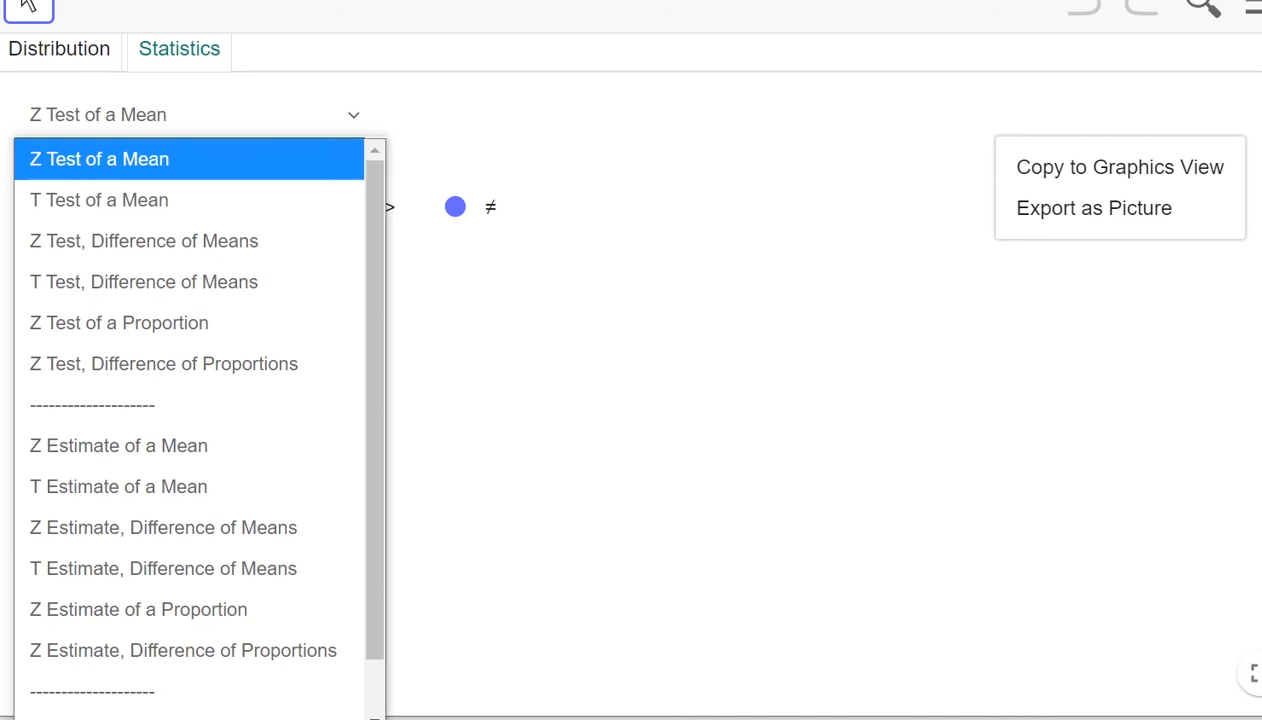 Distribution
Statistics
Z Test of a Mean
Z Test of a Mean
T Test of a Mean
Z Test, Difference of Means
T Test, Difference of Means
Z Test of a Proportion
Z Test, Difference of Proportions
--------------------
Z Estimate of a Mean
T Estimate of a Mean
Z Estimate, Difference of Means
T Estimate, Difference of Means
Z Estimate of a Proportion
Z Estimate, Difference of Proportions
--------------------
> ≠
Copy to Graphics View
Export as Picture